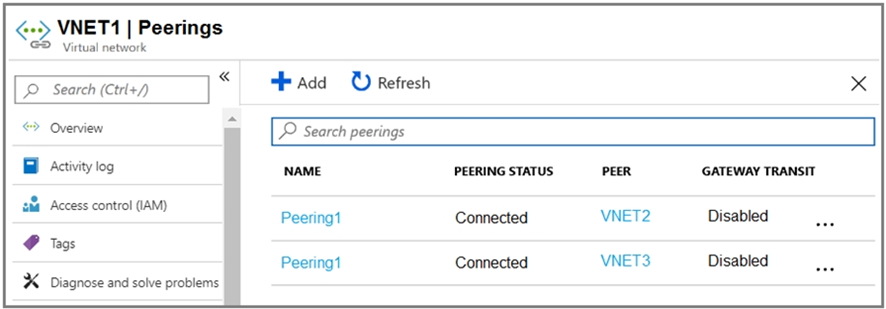 VNET1 | Peerings
Virtual network
Search (Ctrl+/)
«
Overview
Activity log
Access control (IAM)
Tags
Diagnose and solve problems
Add Refresh
Search peerings
NAME PEERING STATUS PEER GATEWAY TRANSIT
Peering1 Connected VNET2 Disabled ...
Peering1 Connected VNET3 Disabled ...